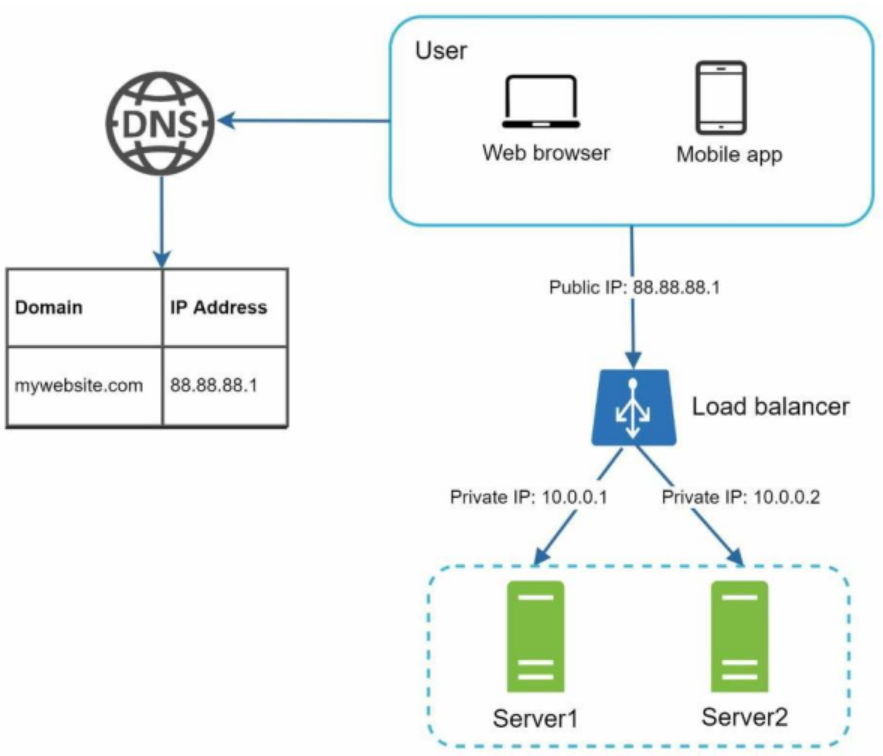 User
DNS
Web browser
Mobile app
Public IP: 88.88.88.1
Domain
IP Address
mywebsite.com
88.88.88.1
Load balancer
Private IP: 10.0.0.1
Private IP: 10.0.0.2
Server1
Server2